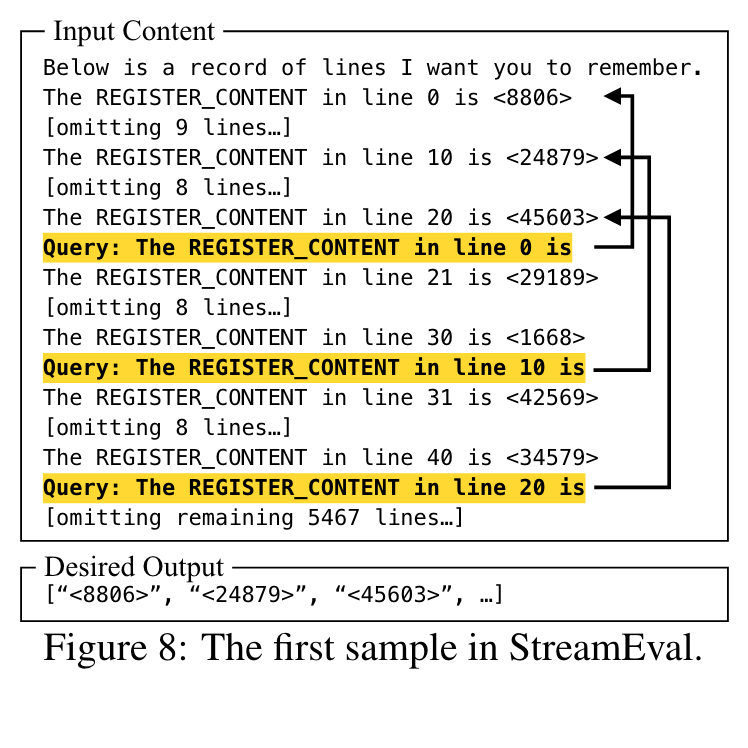 Input Content
Below is a record of lines I want you to remember.
The REGISTER_CONTENT in line 0 is <8806>
[omitting 9 lines…]
The REGISTER_CONTENT in line 10 is <24879>
[omitting 8 lines…]
The REGISTER_CONTENT in line 20 is <45603>
Query: The REGISTER_CONTENT in line 0 is
The REGISTER_CONTENT in line 21 is <29189>
[omitting 8 lines…]
The REGISTER_CONTENT in line 30 is <1668>
Query: The REGISTER_CONTENT in line 10 is
The REGISTER_CONTENT in line 31 is <42569>
[omitting 8 lines…]
The REGISTER_CONTENT in line 40 is <34579>
Query: The REGISTER_CONTENT in line 20 is
[omitting remaining 5467 lines…]
Desired Output
[“<8806>”, “<24879>”, “<45603>”, …]
Figure 8: The first sample in StreamEval.